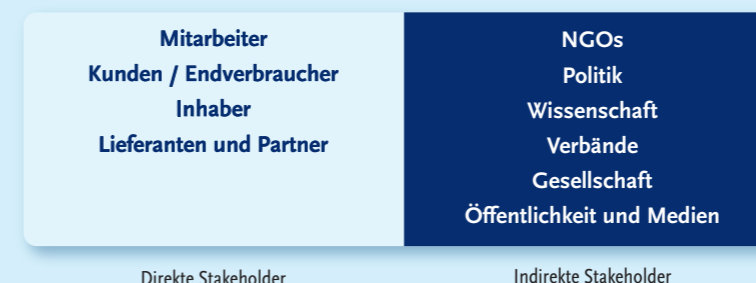 Mitarbeiter
Kunden / Endverbraucher
Inhaber
Lieferanten und Partner
NGOs
Politik
Wissenschaft
Verbände
Gesellschaft
Öffentlichkeit und Medien
Direkte Stakeholder
Indirekte Stakeholder